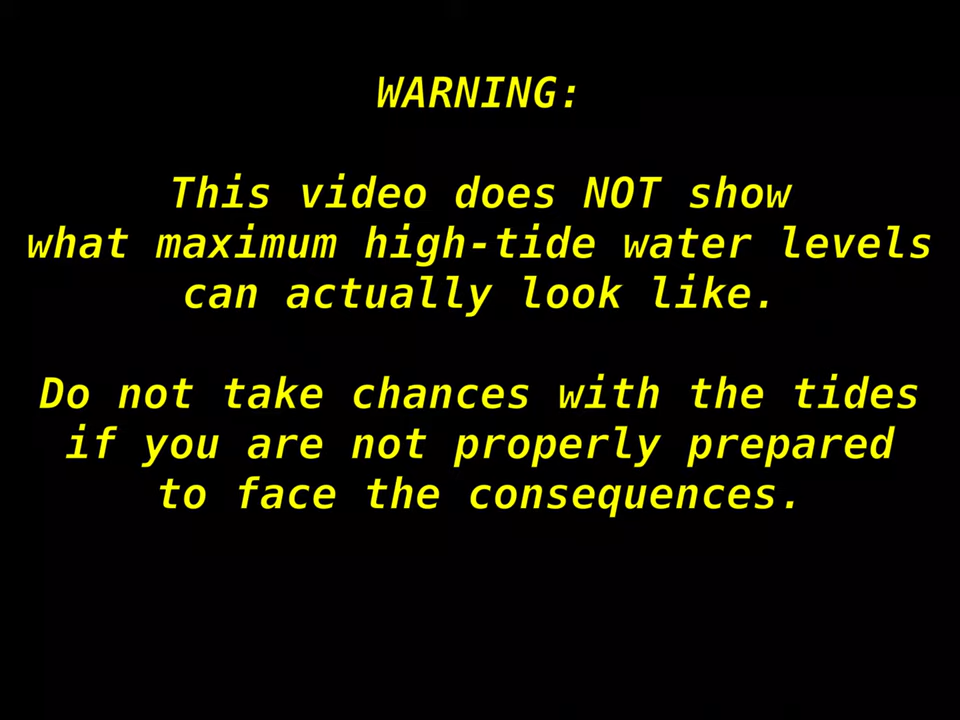 WARNING:
This video does NOT show
what maximum high-tide water levels
can actually look like.
Do not take chances with the tides
if you are not properly prepared
to face the consequences.